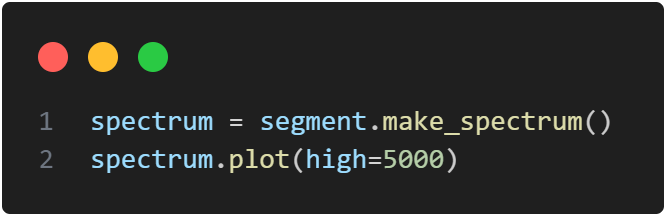 1 spectrum = segment.make_spectrum()
2 spectrum.plot(high=5000)